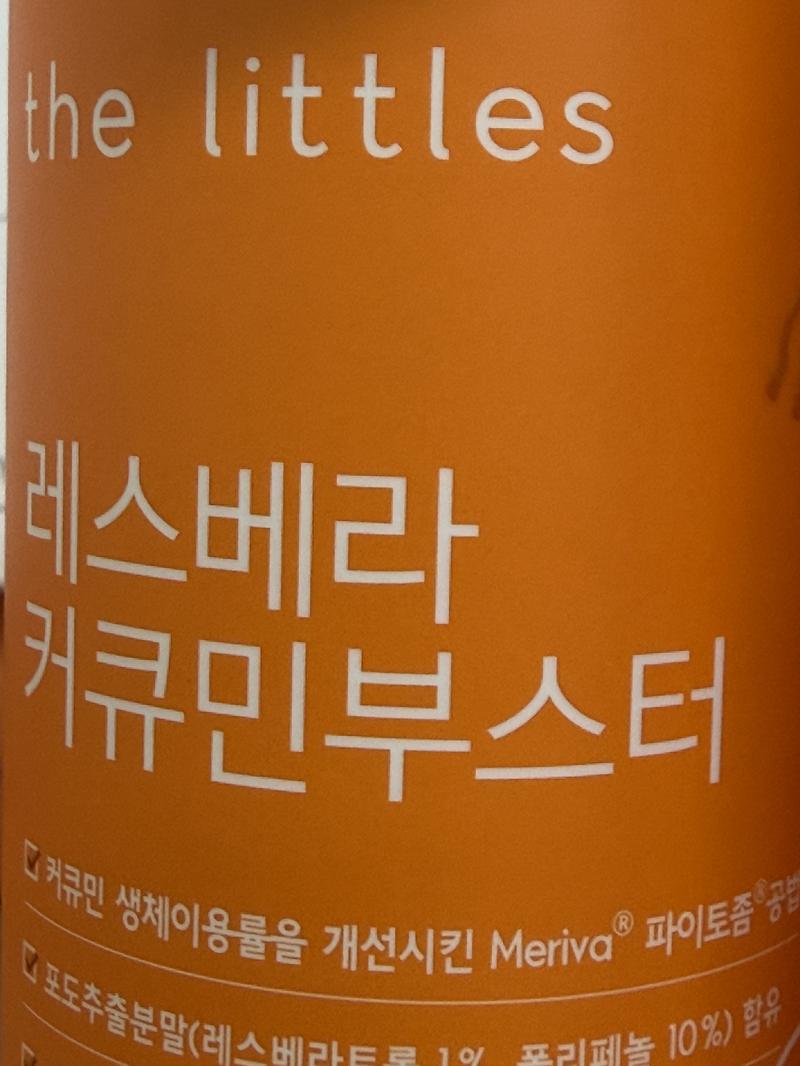 the littles
레스베라
커큐민부스터
커큐민 생체이용률을 개선시킨 Meriva® 파이토좀®공법
포도추출분말(레스베라트롤 1%, 폴리페놀 10%) 함유